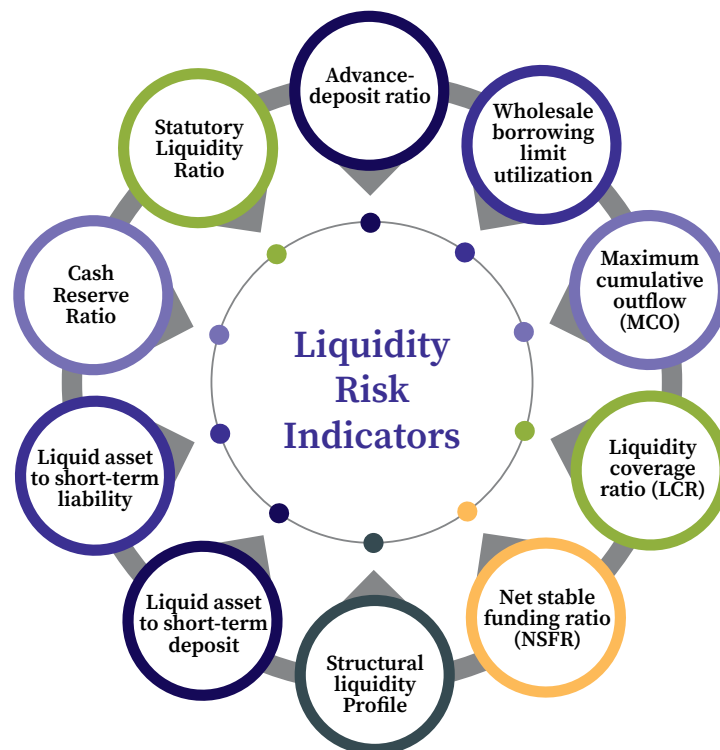 Advance-
deposit ratio
Wholesale
borrowing
limit
utilization
Maximum
cumulative
outflow
(MCO)
Liquidity
coverage
ratio (LCR)
Net stable
funding ratio
(NSFR)
Structural
liquidity
Profile
Liquid asset
to short-term
deposit
Liquid asset
to short-term
liability
Cash
Reserve
Ratio
Statutory
Liquidity
Ratio
Liquidity
Risk
Indicators